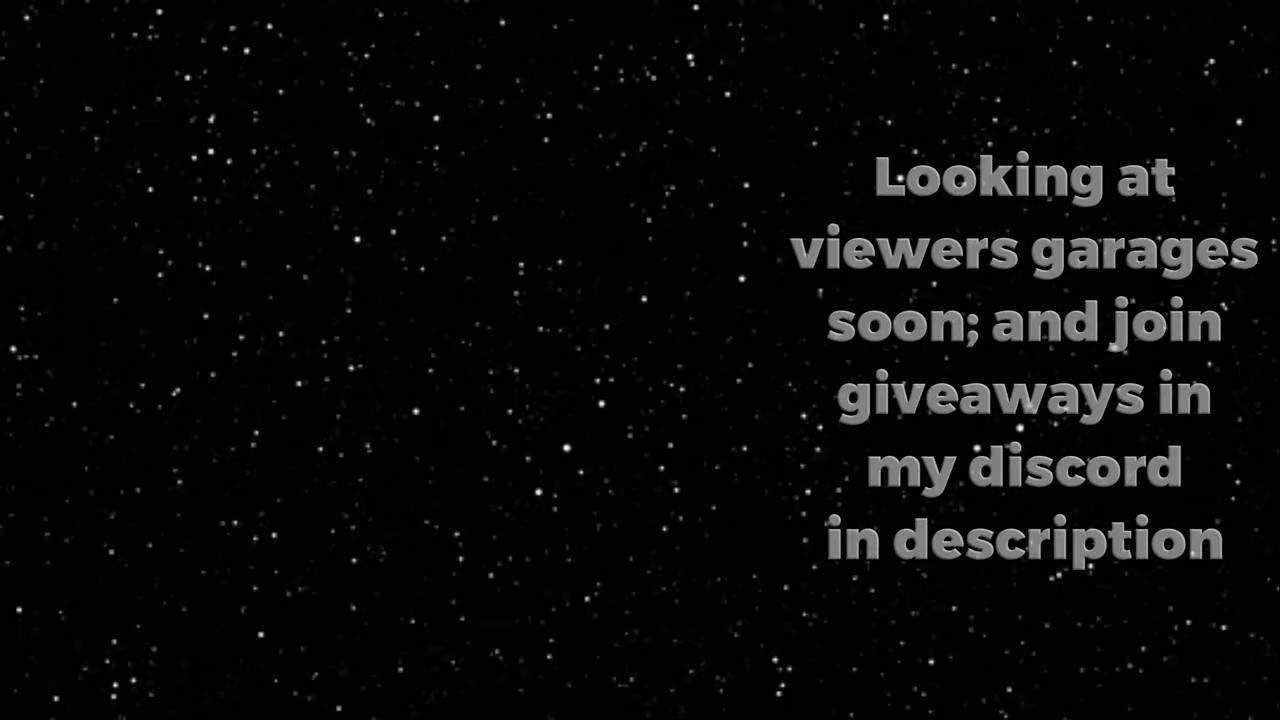 Looking at
viewers garages
soon; and join
giveaways in
my discord
in description